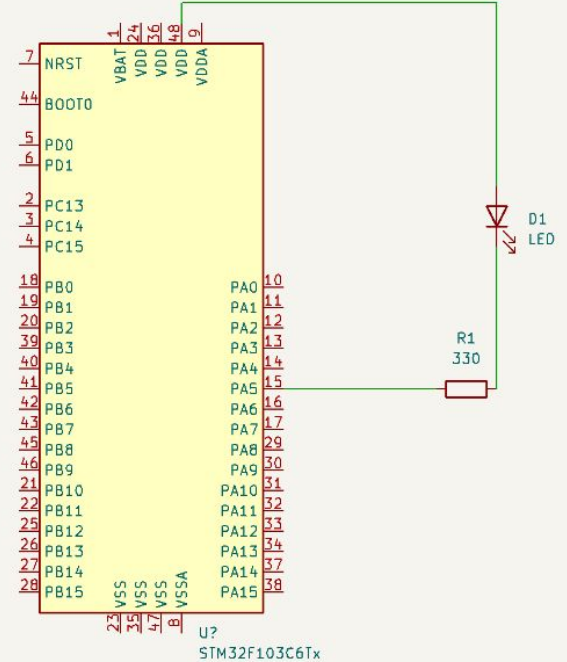 1
24
36
48
9
VBAT
VDD
VDD
VDD
VDDA
7 NRST
44 BOOT0
5 PD0
6 PD1
2 PC13
3 PC14
4 PC15
D1
LED
18 PB0 PA0 10
19 PB1 PA1 11
20 PB2 PA2 12
39 PB3 PA3 13
40 PB4 PA4 14
41 PB5 PA5 15
42 PB6 PA6 16
43 PB7 PA7 17
45 PB8 PA8 29
46 PB9 PA9 30
21 PB10 PA10 31
22 PB11 PA11 32
25 PB12 PA12 33
26 PB13 PA13 34
27 PB14 PA14 37
28 PB15 PA15 38
R1
330
VSS
VSS
VSS
VSSA
23
35
47
8
U?
STM32F103C6Tx